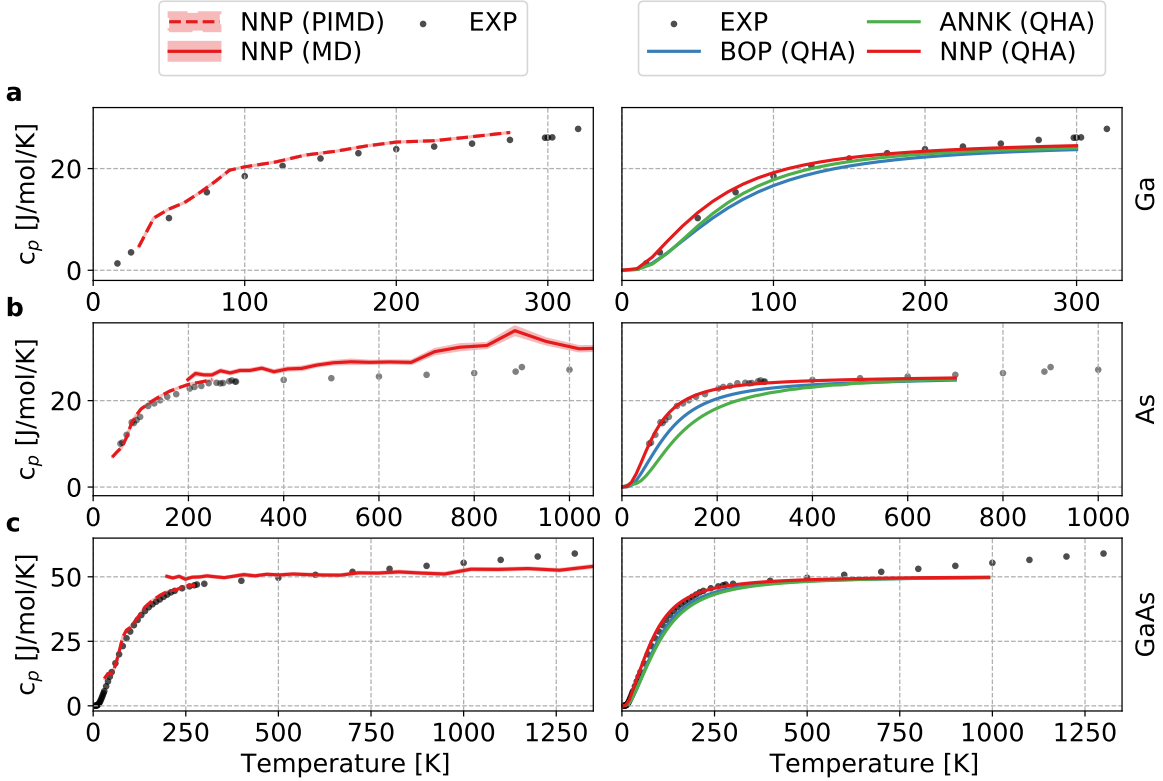 NNP (PIMD) EXP
NNP (MD)
EXP ANNK (QHA)
BOP (QHA) NNP (QHA)
a
c_p [J/mol/K]
20
0
0 100 200 300
0 100 200 300
Ga
b
c_p [J/mol/K]
20
0
0 200 400 600 800 1000
0 200 400 600 800 1000
As
c
c_p [J/mol/K]
50
25
0
0 250 500 750 1000 1250
0 250 500 750 1000 1250
GaAs
Temperature [K]
Temperature [K]